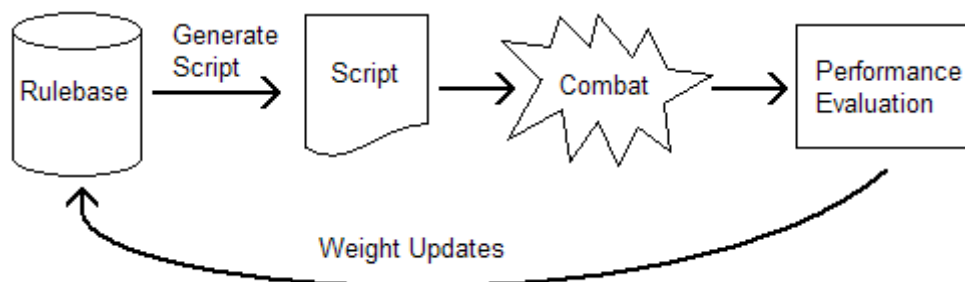 Rulebase
Generate
Script
Script
Combat
Performance
Evaluation
Weight Updates